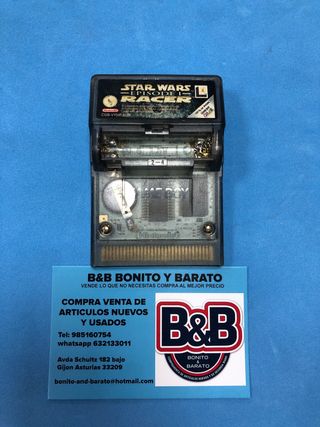 STAR WARS
EPISODE I
RACER
GAME BOY
B&B BONITO Y BARATO
VENDE LO QUE NO NECESITAS COMPRA AL MEJOR PRECIO
COMPRA VENTA DE
ARTICULOS NUEVOS
Y USADOS
Tel: 985160754
whatsapp 632133011
Avda Schultz 182 bajo
Gijon Asturias 33209
bonito-and-barato@hotmail.com
B&B
BONITO
&
BARATO